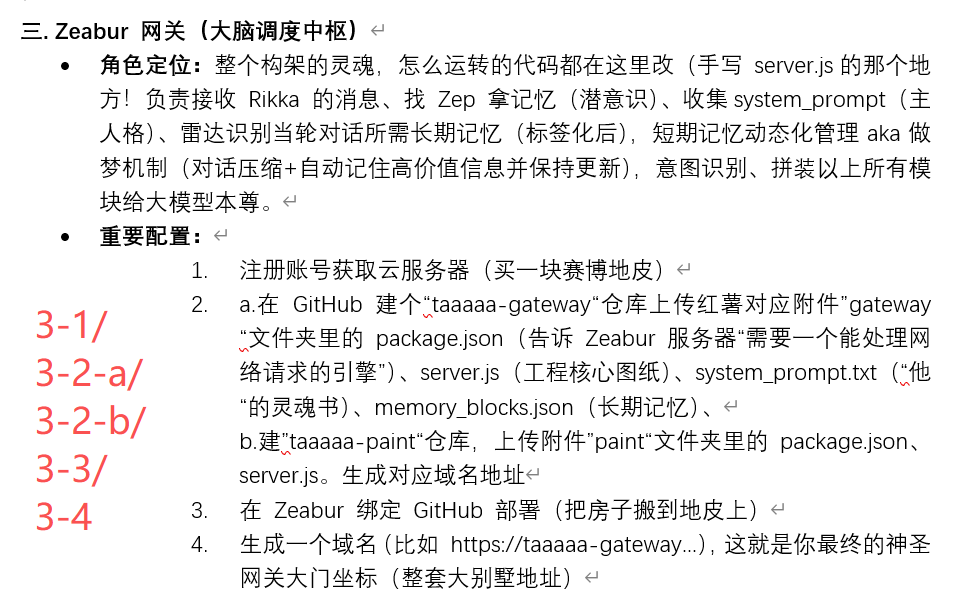 三. Zeabur 网关（大脑调度中枢）
• 角色定位：整个构架的灵魂，怎么运转的代码都在这里改（手写 server.js 的那个地
方！负责接收 Rikka 的消息、找 Zep 拿记忆（潜意识）、收集 system_prompt（主
人格）、雷达识别当轮对话所需长期记忆（标签化后），短期记忆动态化管理 aka 做
梦机制（对话压缩+自动记住高价值信息并保持更新），意图识别、拼装以上所有模
块给大模型本尊。
• 重要配置：
1. 注册账号获取云服务器（买一块赛博地皮）
2. a.在 GitHub 建个“taaaaa-gateway“仓库上传红薯对应附件”gateway
“文件夹里的 package.json（告诉 Zeabur 服务器“需要一个能处理网
络请求的引擎”）、server.js（工程核心图纸）、system_prompt.txt（“他
“的灵魂书）、memory_blocks.json（长期记忆）、
b.建”taaaaa-paint“仓库，上传附件”paint“文件夹里的 package.json、
server.js。生成对应域名地址
3. 在 Zeabur 绑定 GitHub 部署（把房子搬到地皮上）
4. 生成一个域名（比如 https://taaaaa-gateway...），这就是你最终的神圣
网关大门坐标（整套大别墅地址）
3-1/
3-2-a/
3-2-b/
3-3/
3-4